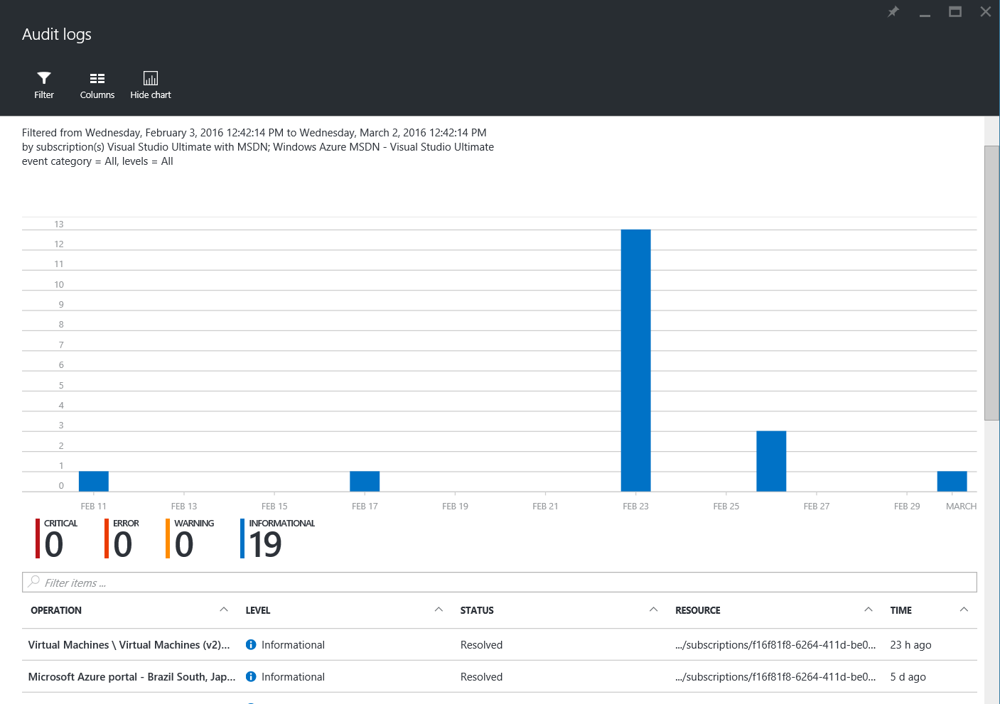 Audit logs
Filter Columns Hide chart
Filtered from Wednesday, February 3, 2016 12:42:14 PM to Wednesday, March 2, 2016 12:42:14 PM
by subscription(s) Visual Studio Ultimate with MSDN; Windows Azure MSDN - Visual Studio Ultimate
event category = All, levels = All
13
12
11
10
9
8
7
6
5
4
3
2
1
0
FEB 11 FEB 13 FEB 15 FEB 17 FEB 19 FEB 21 FEB 23 FEB 25 FEB 27 FEB 29 MARCH
CRITICAL ERROR WARNING INFORMATIONAL
0 0 0 19
Filter items ...
OPERATION LEVEL STATUS RESOURCE TIME
Virtual Machines \ Virtual Machines (v2)... Informational Resolved .../subscriptions/f16f81f8-6264-411d-be0... 23 h ago
Microsoft Azure portal - Brazil South, Jap... Informational Resolved .../subscriptions/f16f81f8-6264-411d-be0... 5 d ago